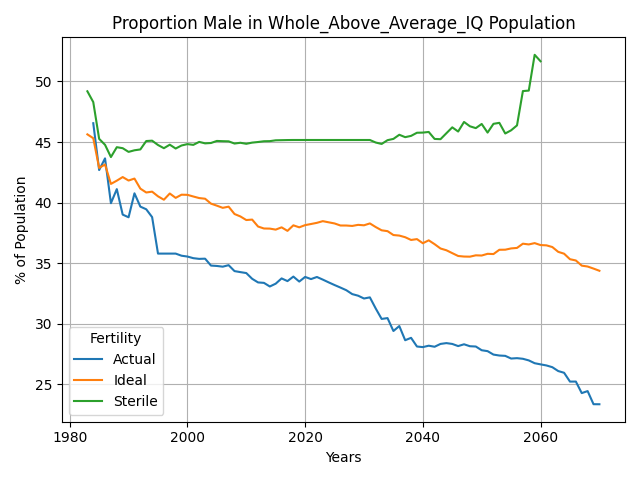 Proportion Male in Whole_Above_Average_IQ Population
% of Population
50
45
40
35
30
25
Fertility
Actual
Ideal
Sterile
1980
2000
2020
2040
2060
Years